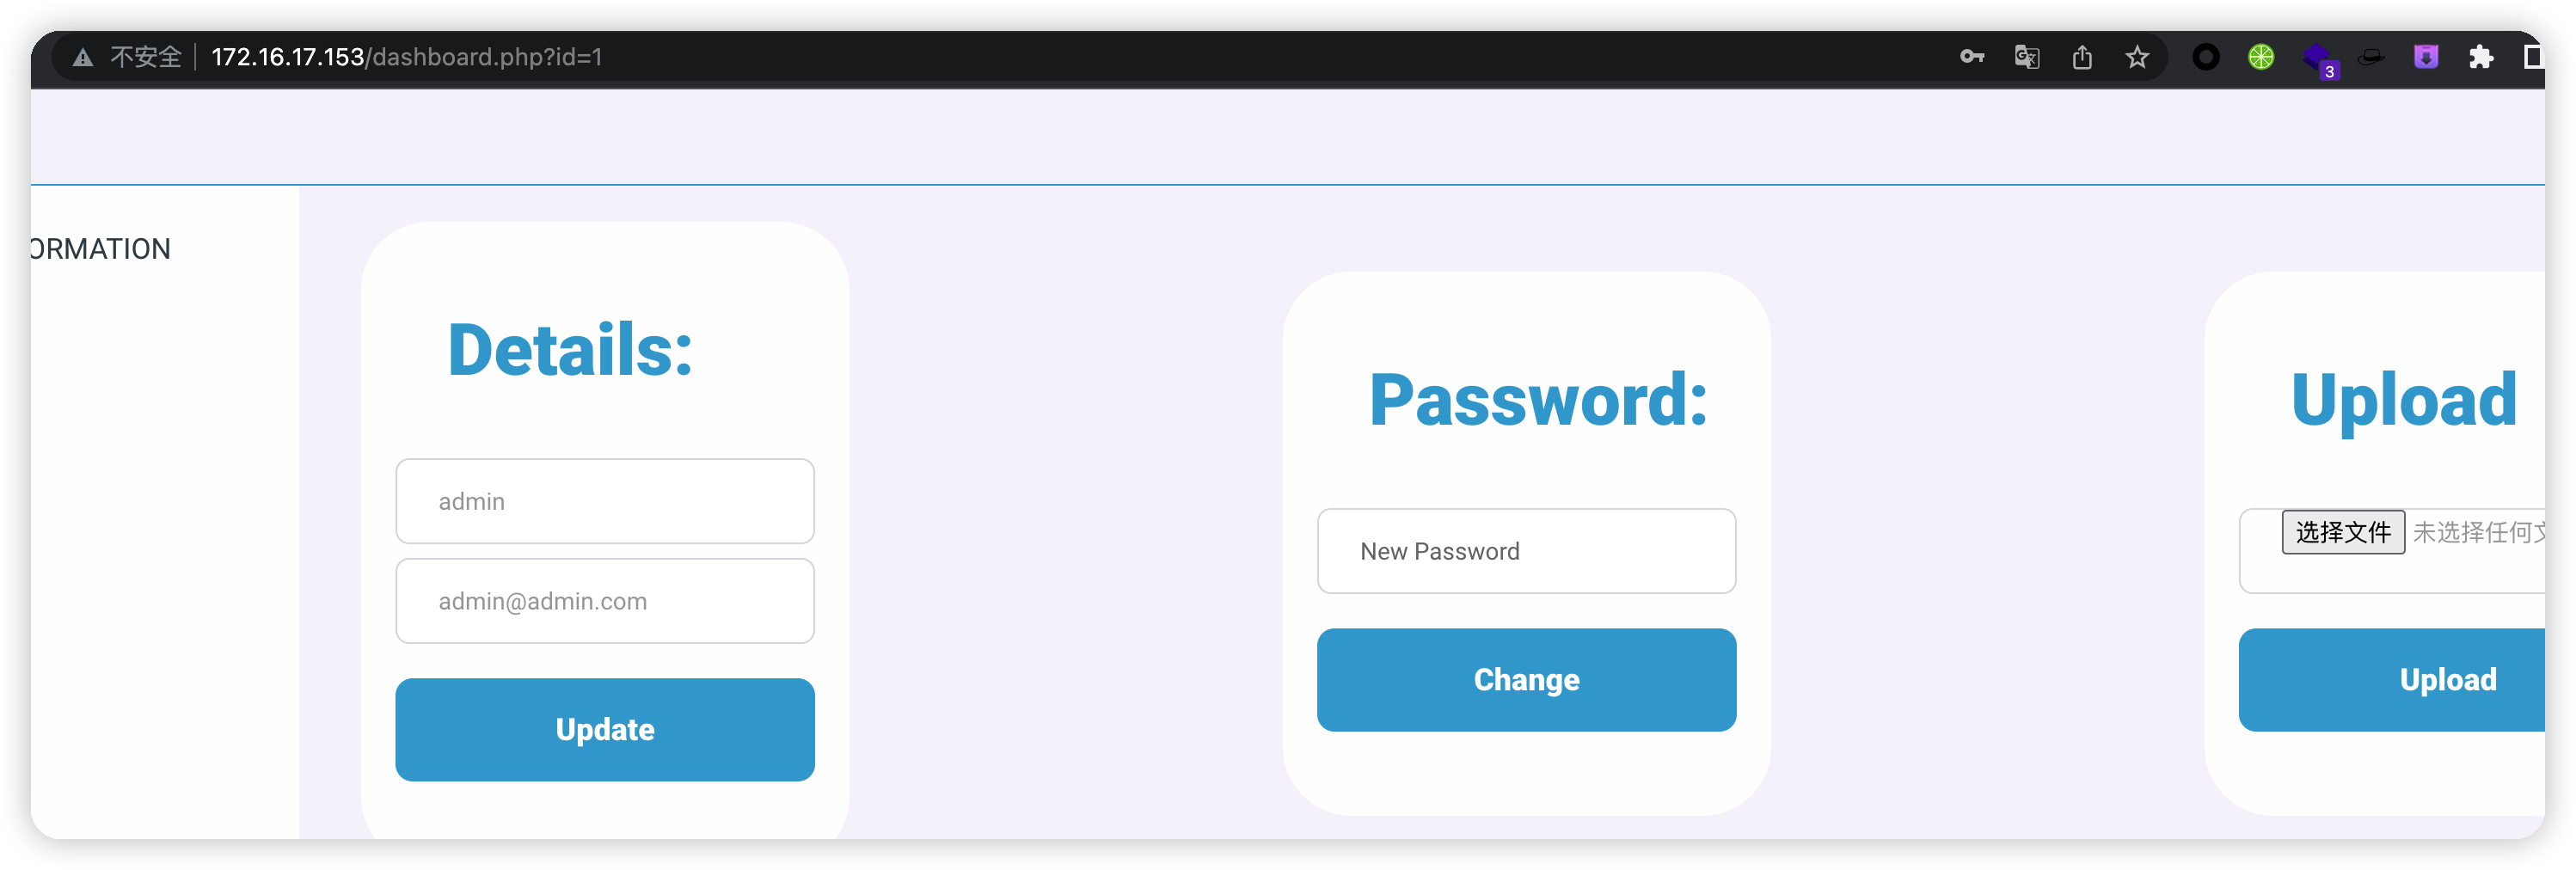 不安全 172.16.17.153/dashboard.php?id=1
3
ORMATION
Details:
admin
admin@admin.com
Update
Password:
New Password
Change
Upload
选择文件 未选择任何文
Upload